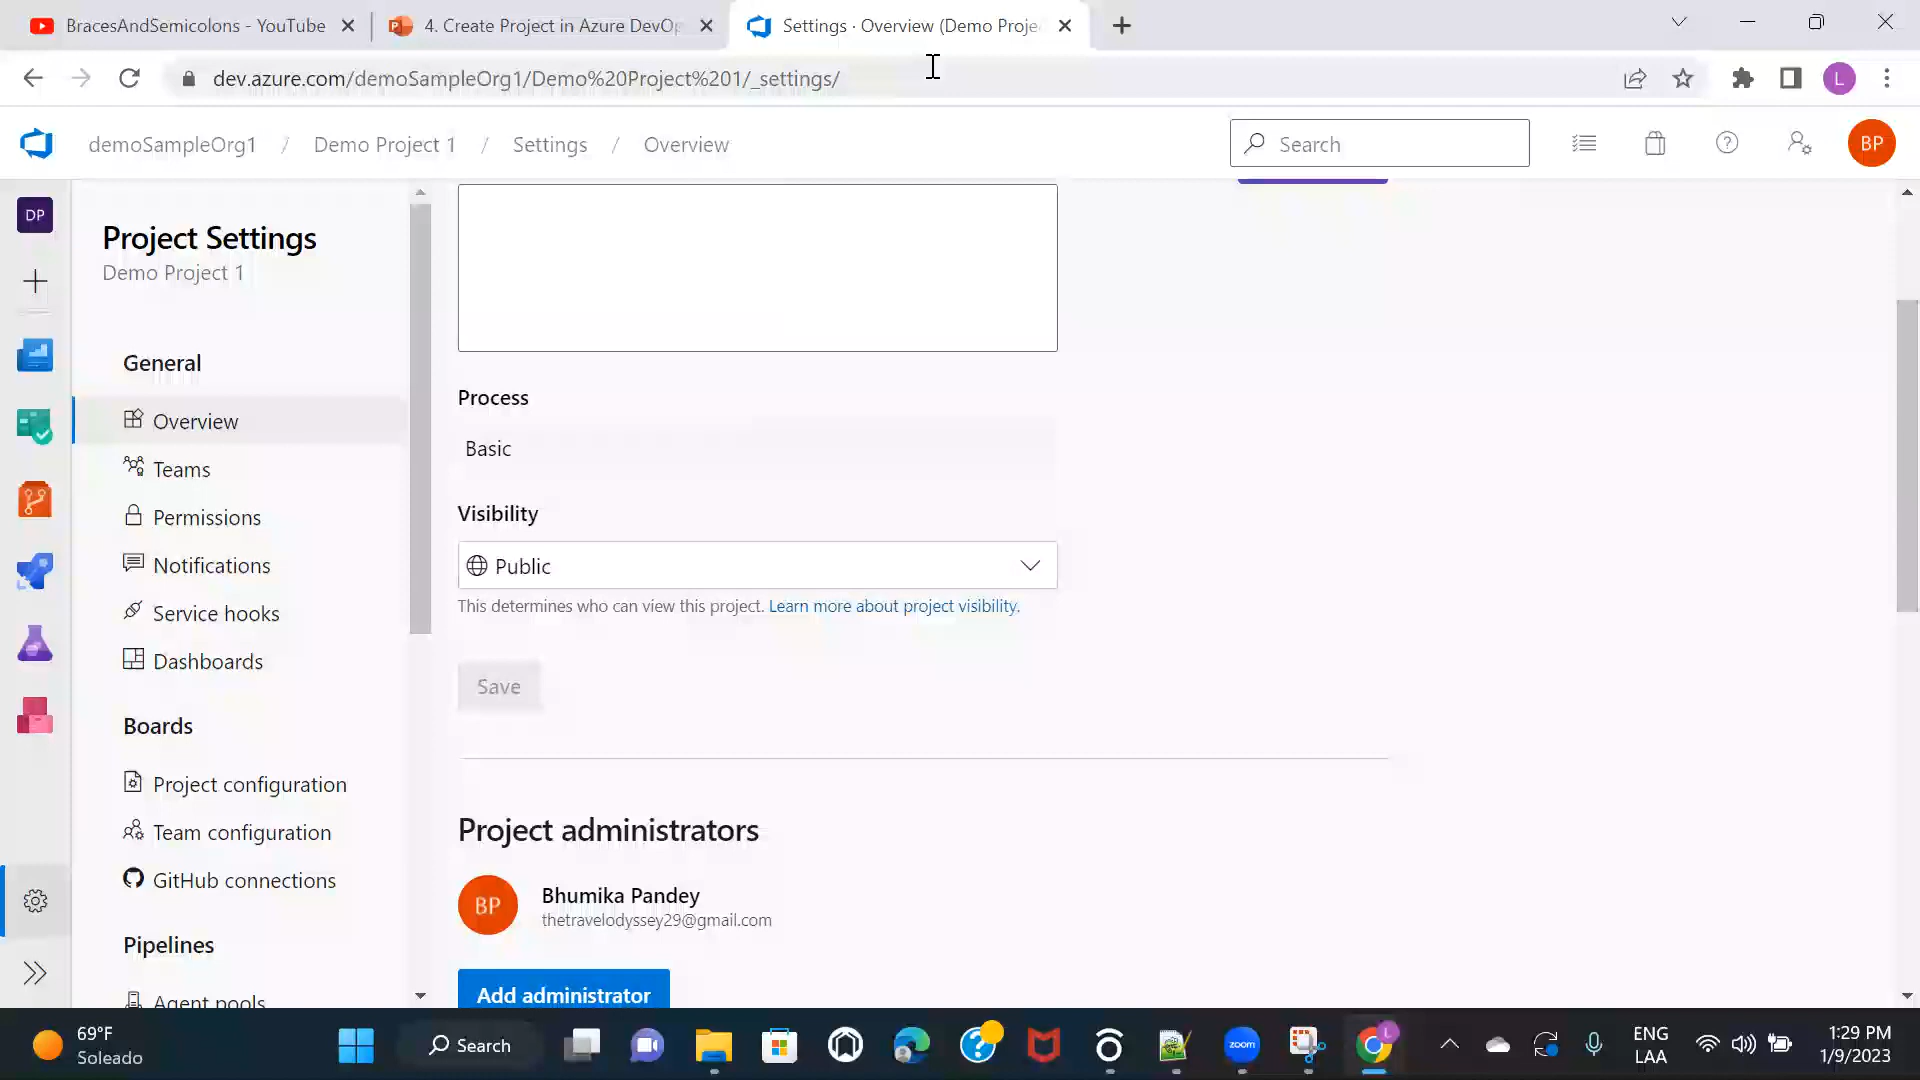 BracesAndSemicolons - YouTube
4. Create Project in Azure DevOp
Settings · Overview (Demo Proje
dev.azure.com/demoSampleOrg1/Demo%20Project%201/_settings/
L
demoSampleOrg1 / Demo Project 1 / Settings / Overview
Search
BP
DP
Project Settings
Demo Project 1
General
Overview
Teams
Permissions
Notifications
Service hooks
Dashboards
Boards
Project configuration
Team configuration
GitHub connections
Pipelines
Agent pools
Process
Basic
Visibility
Public
This determines who can view this project. Learn more about project visibility.
Save
Project administrators
BP
Bhumika Pandey
thetravelodyssey29@gmail.com
Add administrator
69°F
Soleado
Search
zoom
L
ENG
LAA
1:29 PM
1/9/2023